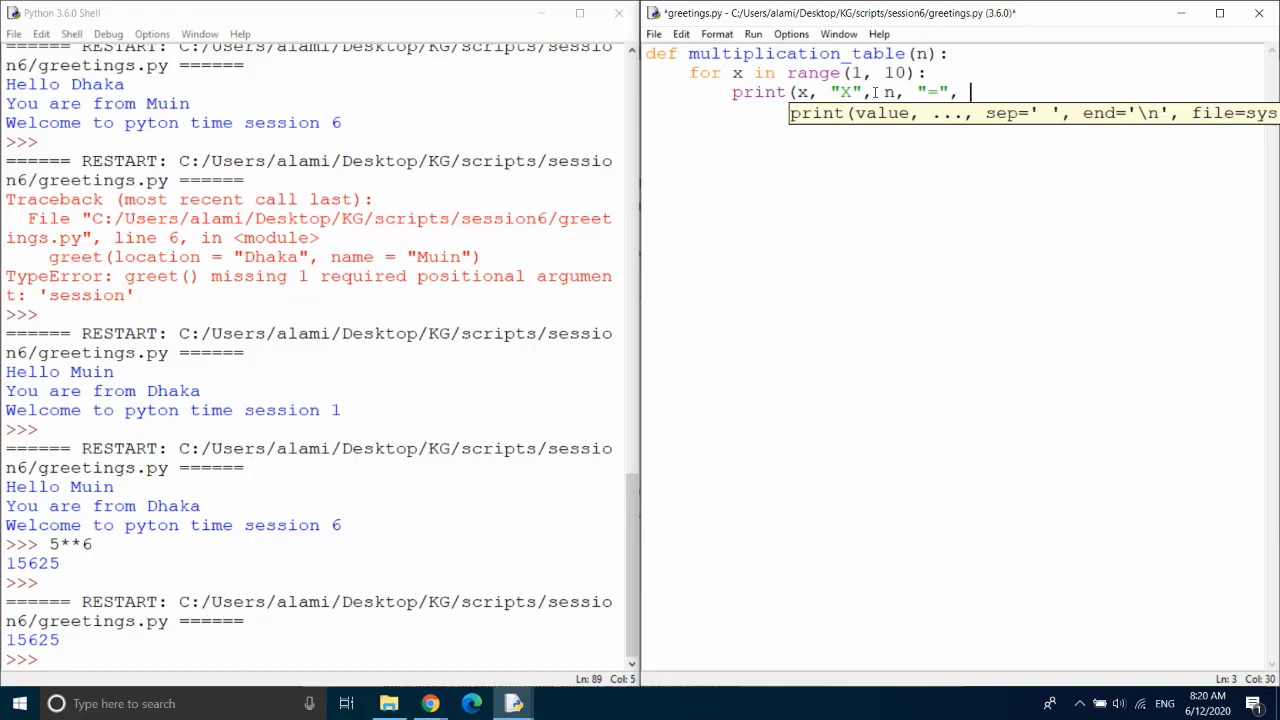 Python 3.6.0 Shell
File Edit Shell Debug Options Window Help
====== RESTART: C:/Users/alami/Desktop/KG/scripts/sessio
n6/greetings.py ======
Hello Dhaka
You are from Muin
Welcome to pyton time session 6
>>>
====== RESTART: C:/Users/alami/Desktop/KG/scripts/sessio
n6/greetings.py ======
Traceback (most recent call last):
  File "C:/Users/alami/Desktop/KG/scripts/session6/greet
ings.py", line 6, in <module>
    greet(location = "Dhaka", name = "Muin")
TypeError: greet() missing 1 required positional argumen
t: 'session'
>>>
====== RESTART: C:/Users/alami/Desktop/KG/scripts/sessio
n6/greetings.py ======
Hello Muin
You are from Dhaka
Welcome to pyton time session 1
>>>
====== RESTART: C:/Users/alami/Desktop/KG/scripts/sessio
n6/greetings.py ======
Hello Muin
You are from Dhaka
Welcome to pyton time session 6
>>> 5**6
15625
>>>
====== RESTART: C:/Users/alami/Desktop/KG/scripts/sessio
n6/greetings.py ======
15625
>>>
Ln: 89 Col: 5
*greetings.py - C:/Users/alami/Desktop/KG/scripts/session6/greetings.py (3.6.0)*
File Edit Format Run Options Window Help
def multiplication_table(n):
    for x in range(1, 10):
        print(x, "X", n, "=",
print(value, ..., sep=' ', end='\n', file=sys
Ln: 3 Col: 30
Type here to search
ENG
8:20 AM
6/12/2020